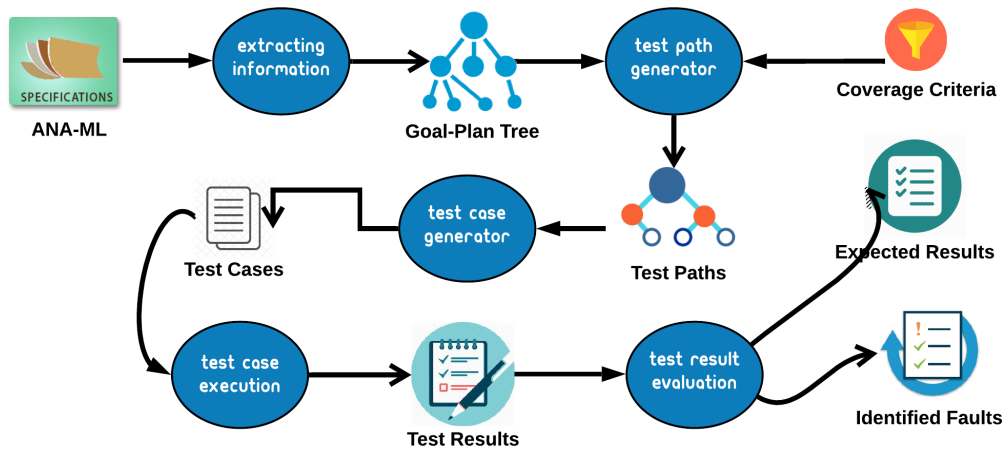 SPECIFICATIONS
ANA-ML
extracting
information
Goal-Plan Tree
test path
generator
Coverage Criteria
Test Cases
test case
generator
Test Paths
Expected Results
test case
execution
Test Results
test result
evaluation
Identified Faults